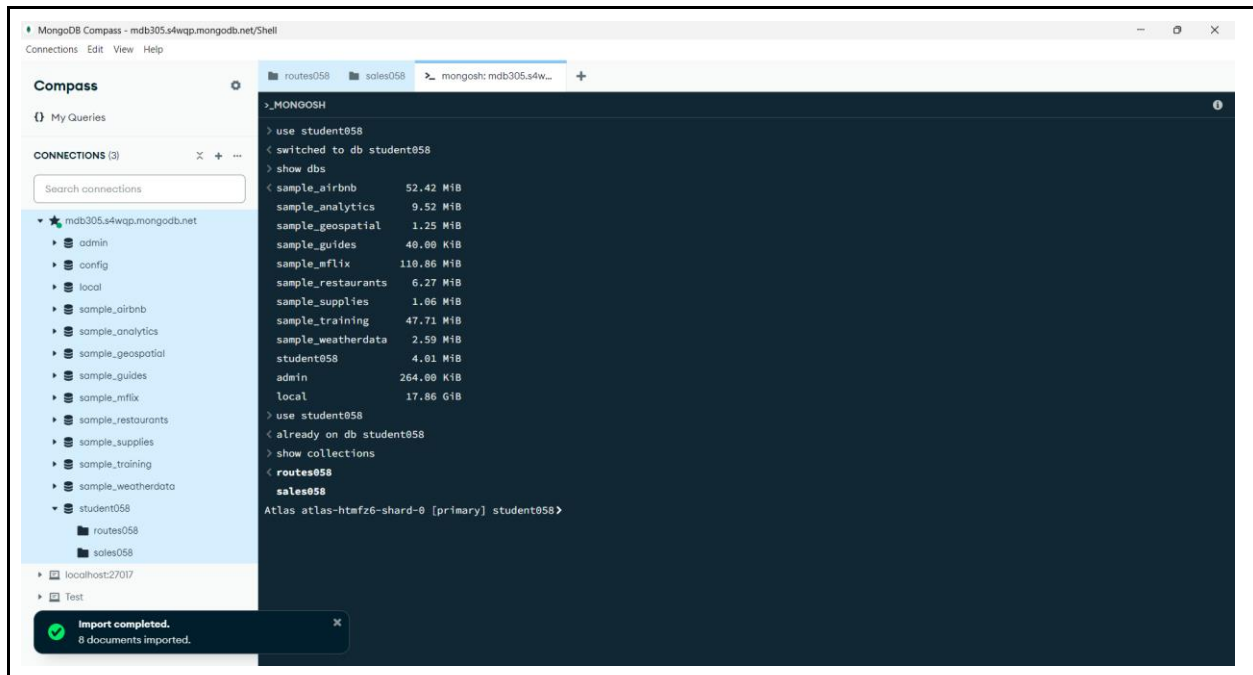 MongoDB Compass - mdb305.s4wqp.mongodb.net/Shell
Connections Edit View Help
Compass
{} My Queries
CONNECTIONS (3)
Search connections
mdb305.s4wqp.mongodb.net
admin
config
local
sample_airbnb
sample_analytics
sample_geospatial
sample_guides
sample_mflix
sample_restaurants
sample_supplies
sample_training
sample_weatherdata
student058
routes058
sales058
localhost:27017
Test
Import completed.
8 documents imported.
routes058 sales058 >_ mongosh: mdb305.s4w... +
>_MONGOSH
> use student058
< switched to db student058
> show dbs
< sample_airbnb 52.42 MiB
sample_analytics 9.52 MiB
sample_geospatial 1.25 MiB
sample_guides 40.00 KiB
sample_mflix 110.86 MiB
sample_restaurants 6.27 MiB
sample_supplies 1.06 MiB
sample_training 47.71 MiB
sample_weatherdata 2.59 MiB
student058 4.01 MiB
admin 264.00 KiB
local 17.86 GiB
> use student058
< already on db student058
> show collections
< routes058
sales058
Atlas atlas-htmfz6-shard-0 [primary] student058>